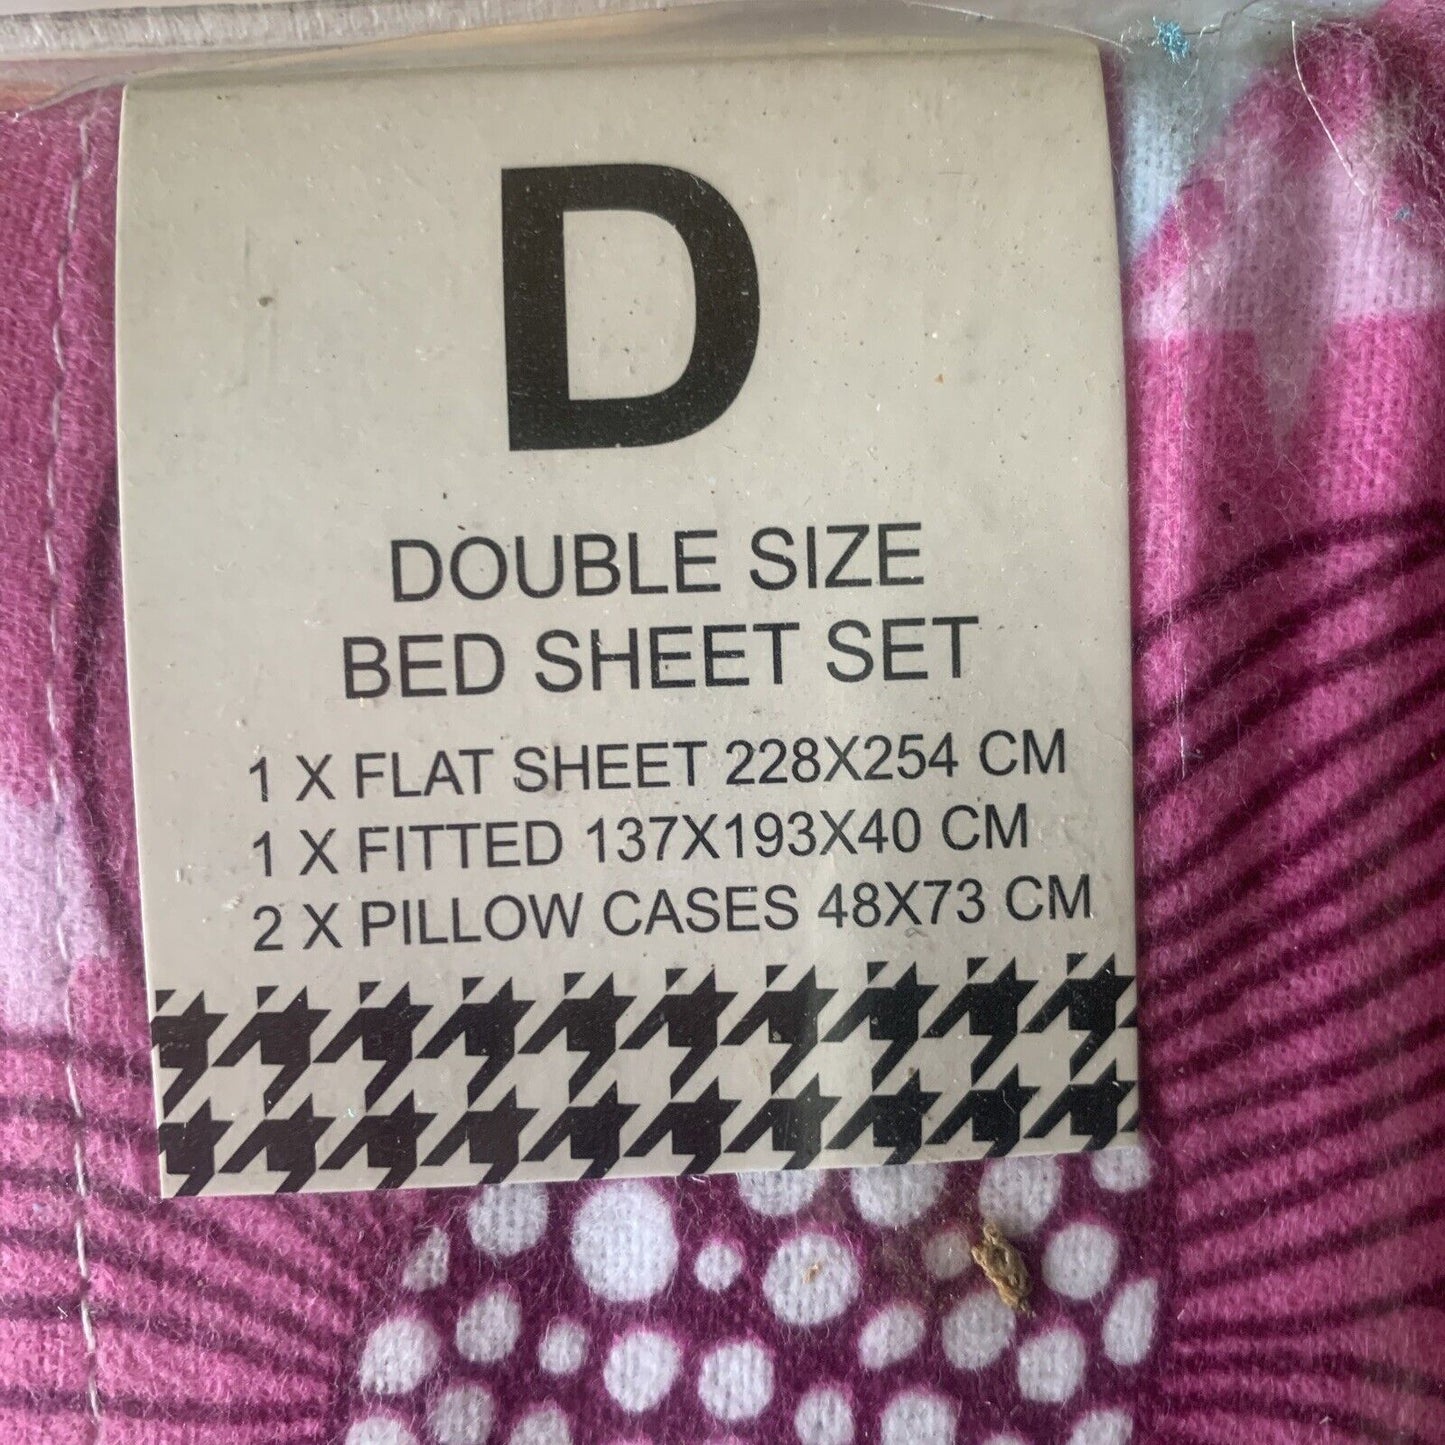 D
DOUBLE SIZE
BED SHEET SET
1 X FLAT SHEET 228X254 CM
1 X FITTED 137X193X40 CM
2 X PILLOW CASES 48X73 CM